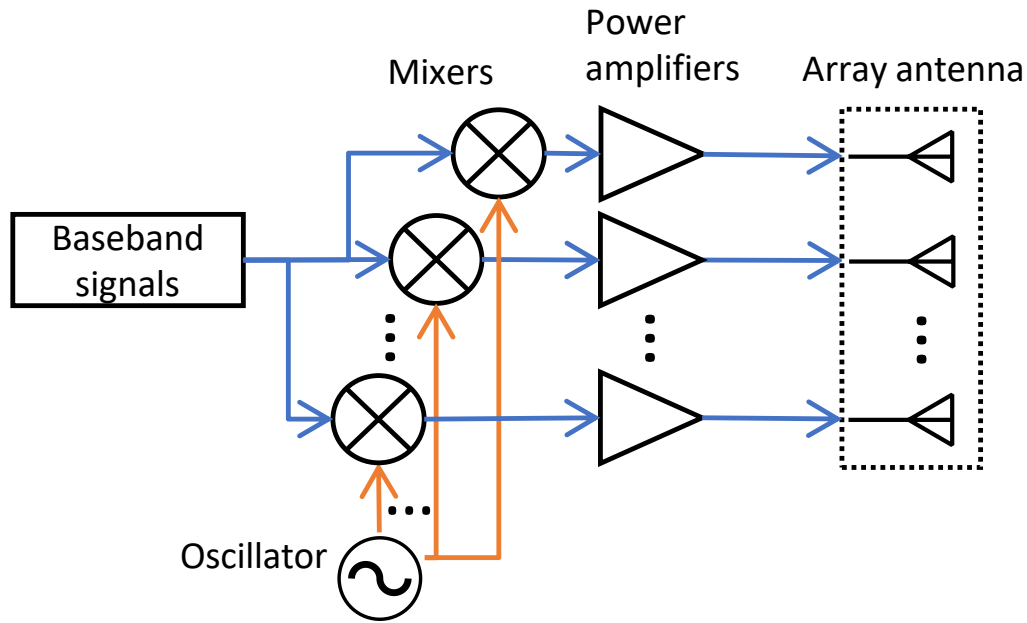 Power
amplifiers
Mixers
Array antenna
Baseband
signals
Oscillator